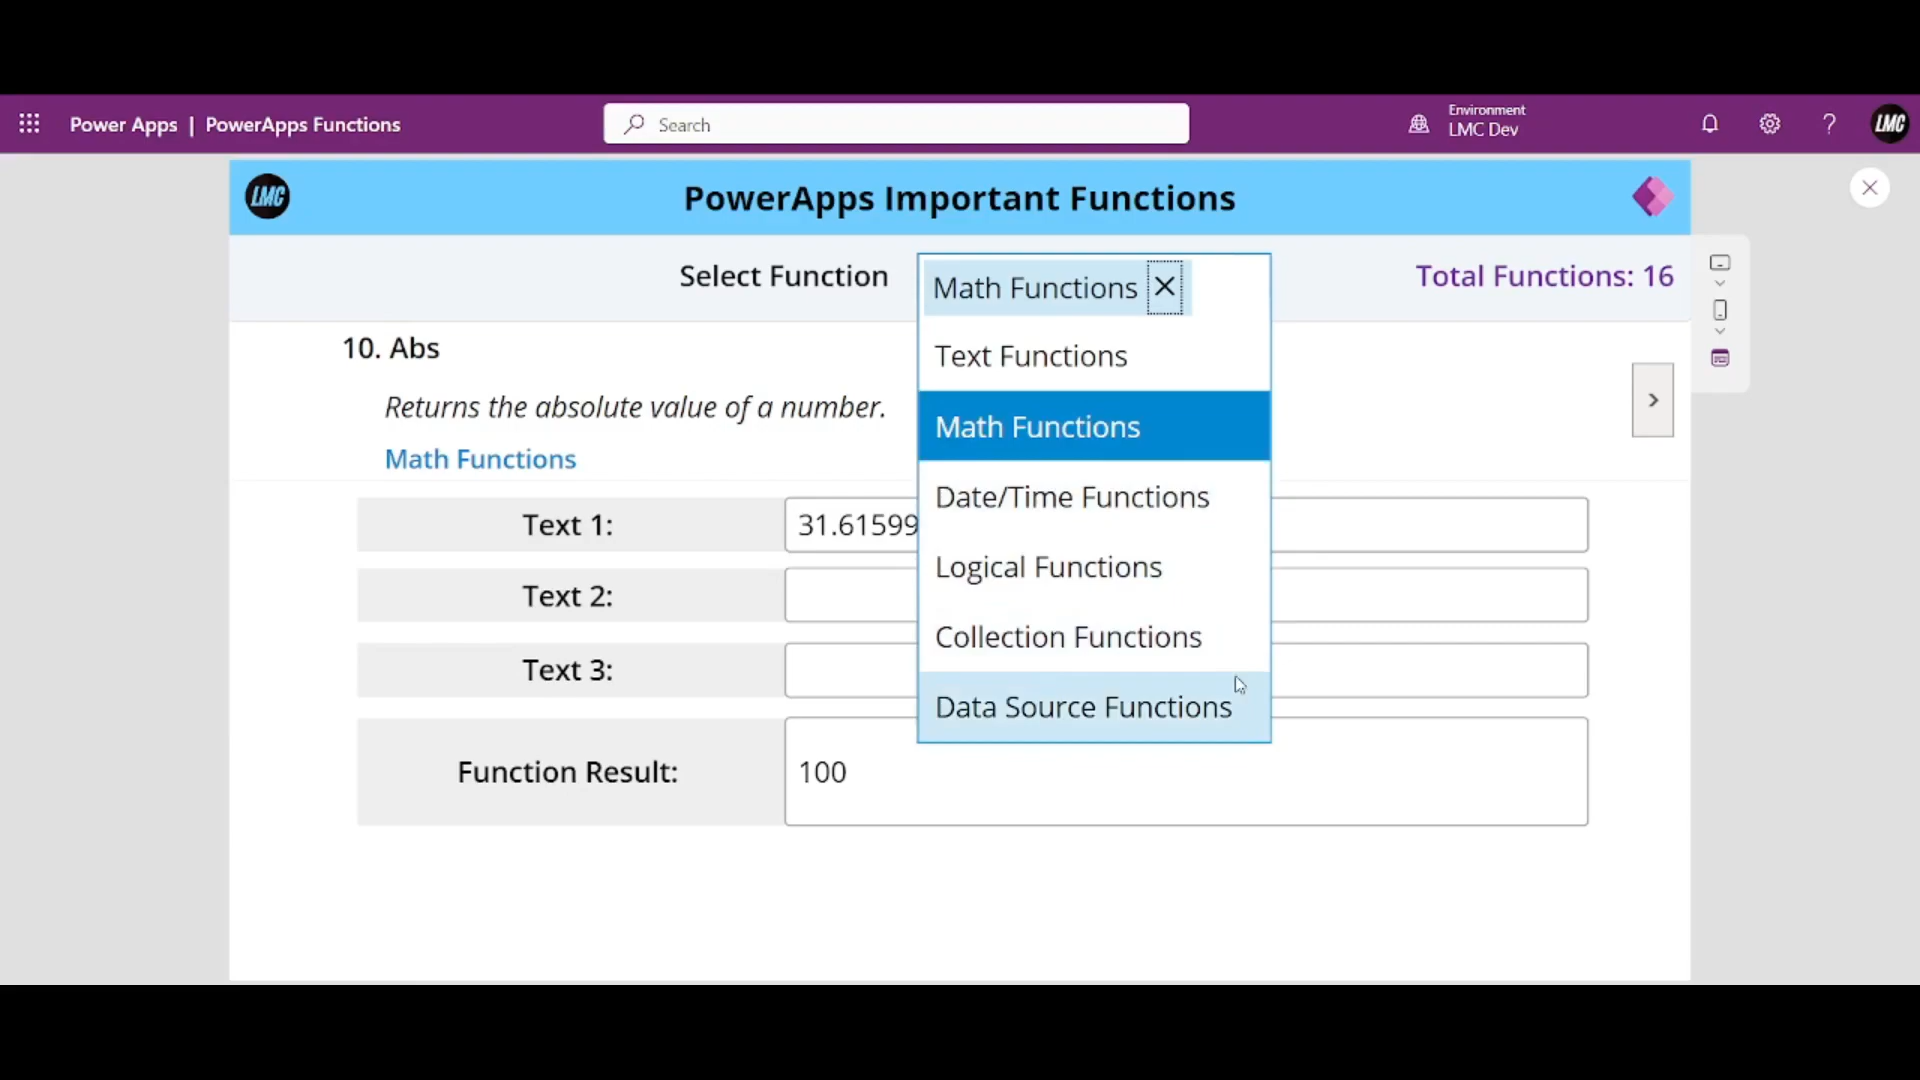 Power Apps | PowerApps Functions
Search
Environment
LMC Dev
?
LMC
LMC
PowerApps Important Functions
Select Function
Math Functions
Total Functions: 16
Text Functions
Math Functions
Date/Time Functions
Logical Functions
Collection Functions
Data Source Functions
10. Abs
Returns the absolute value of a number.
Math Functions
Text 1:
31.61599
Text 2:
Text 3:
Function Result:
100